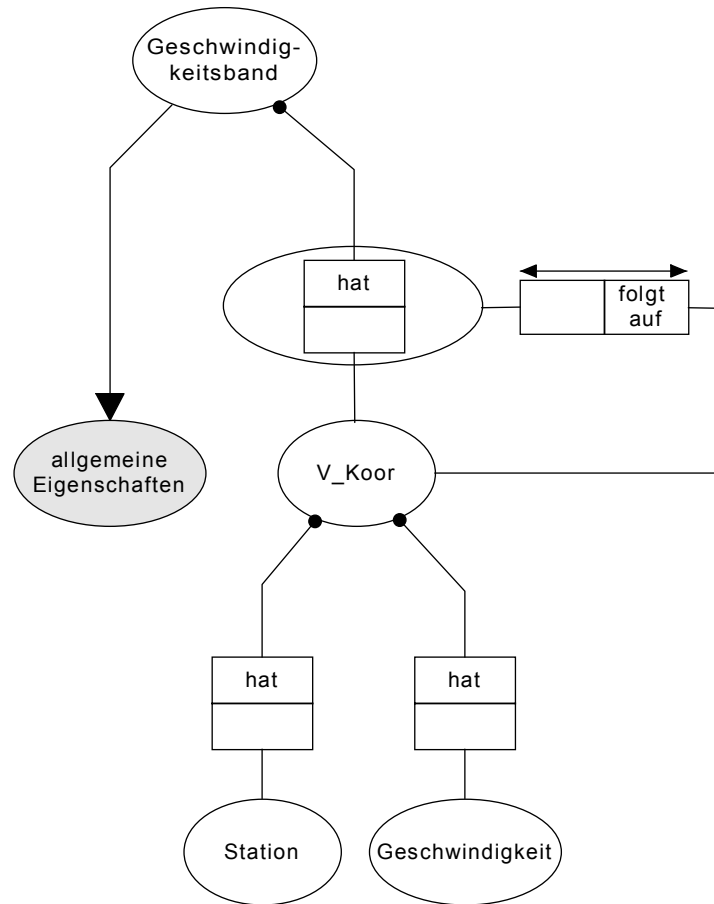 Geschwindig-
keitsband
hat
folgt
auf
allgemeine
Eigenschaften
V_Koor
hat
hat
Station
Geschwindigkeit